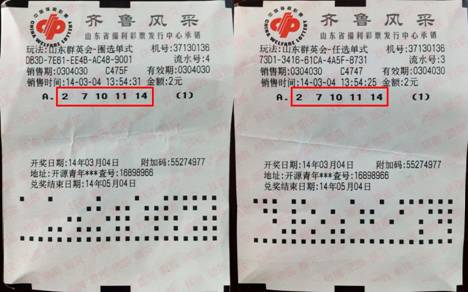 齐鲁风采
山东省福利彩票发行中心承销
玩法:山东群英会-围选单式 机号:37130136
DB3D-7E61-EE4B-AC48-9001 流水号:4
销售期:0304030 C475F 有效期:0304030
销售时间:14-03-04 13:54:31 金额:2元
A. 2 7 10 11 14 (1)
开奖日期:14年03月04日 附加码:55274977
地址:开源青年***查号:16898966
兑奖结束日期:14年05月04日
齐鲁风采
山东省福利彩票发行中心承销
玩法:山东群英会-任选单式 机号:37130136
73D1-3416-61CA-4A5F-B731 流水号:3
销售期:0304030 C4747 有效期:0304030
销售时间:14-03-04 13:54:25 金额:2元
A. 2 7 10 11 14 (1)
开奖日期:14年03月04日 附加码:55274977
地址:开源青年***查号:16898966
兑奖结束日期:14年05月04日